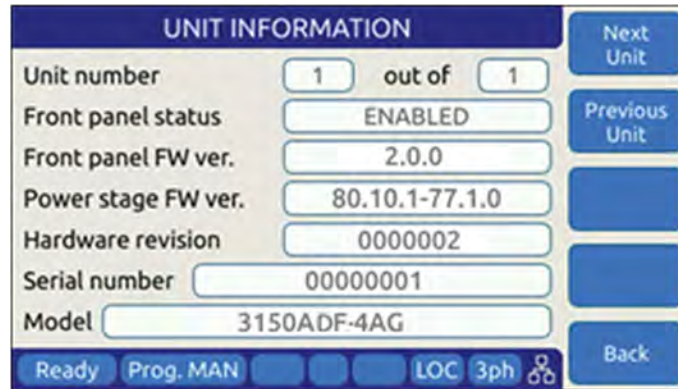 UNIT INFORMATION
Unit number 1 out of 1
Front panel status ENABLED
Front panel FW ver. 2.0.0
Power stage FW ver. 80.10.1-77.1.0
Hardware revision 0000002
Serial number 00000001
Model 3150ADF-4AG
Ready Prog. MAN LOC 3ph
Next
Unit
Previous
Unit
Back